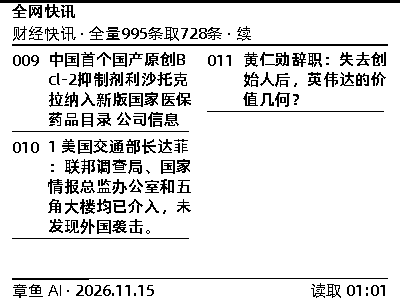 全网快讯
财经快讯 · 全量995条取728条 · 续
009 中国首个国产原创B
cl-2抑制剂利沙托克
拉纳入新版国家医保
药品目录 公司信息
010 1 美国交通部长达菲
：联邦调查局、国家
情报总监办公室和五
角大楼均已介入，未
发现外国袭击。
011 黄仁勋辞职：失去创
始人后，英伟达的价
值几何？
章鱼 AI · 2026.11.15
读取 01:01